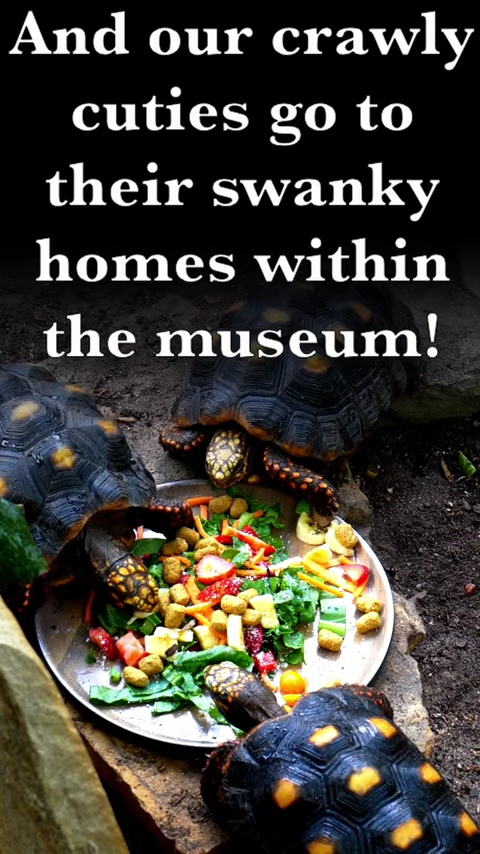 And our crawly
cuties go to
their swanky
homes within
the museum!